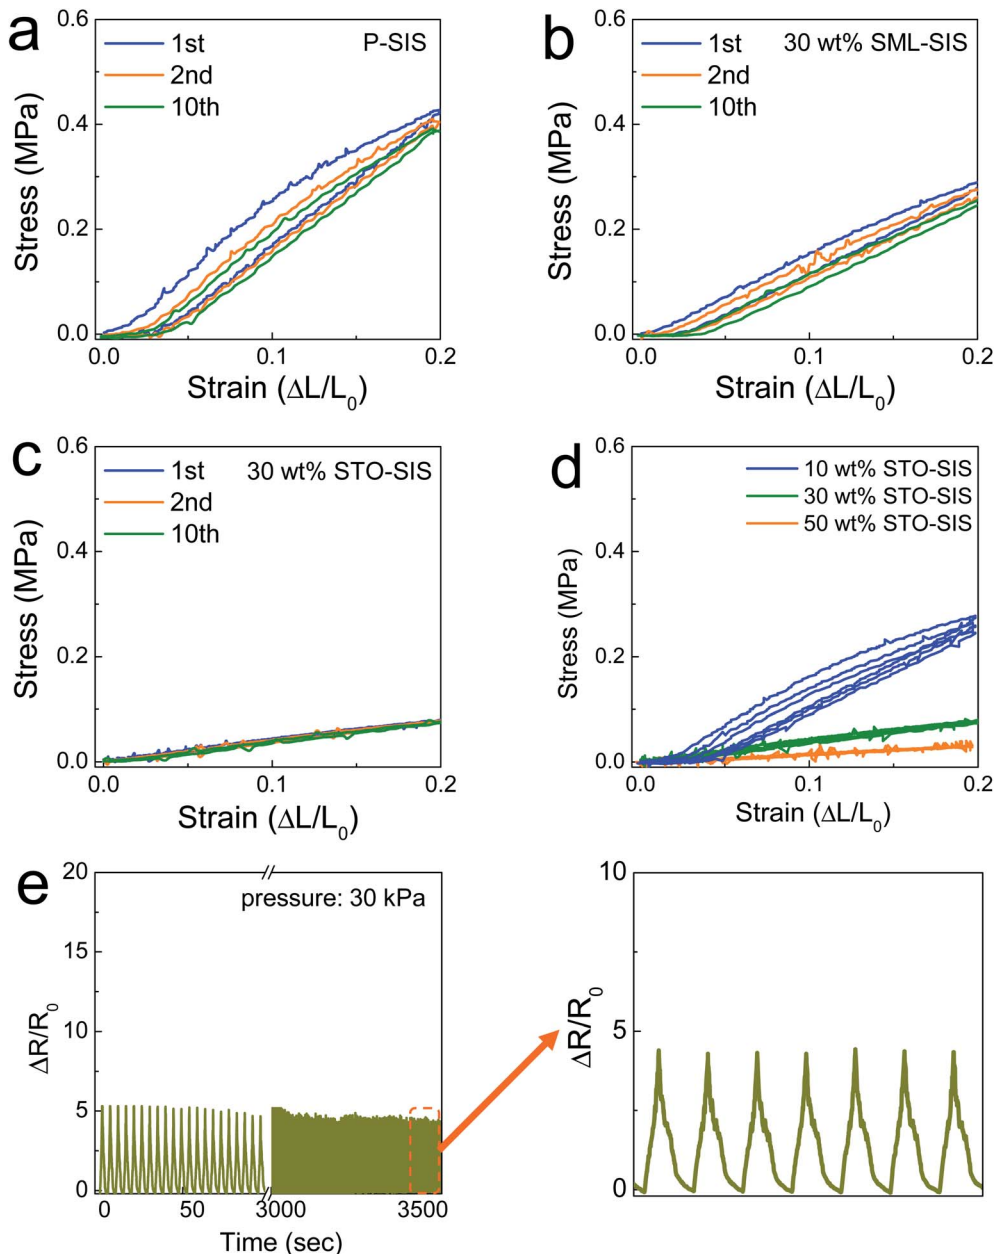 a
P-SIS
1st
2nd
10th
0.6
0.4
0.2
0.0
Stress (MPa)
0.0 0.1 0.2
Strain (ΔL/L₀)
b
30 wt% SML-SIS
1st
2nd
10th
0.6
0.4
0.2
0.0
Stress (MPa)
0.0 0.1 0.2
Strain (ΔL/L₀)
c
30 wt% STO-SIS
1st
2nd
10th
0.6
0.4
0.2
0.0
Stress (MPa)
0.0 0.1 0.2
Strain (ΔL/L₀)
d
10 wt% STO-SIS
30 wt% STO-SIS
50 wt% STO-SIS
0.6
0.4
0.2
0.0
Stress (MPa)
0.0 0.1 0.2
Strain (ΔL/L₀)
e
pressure: 30 kPa
20
15
10
5
0
ΔR/R₀
0 50 3000 3500
Time (sec)
10
5
0
ΔR/R₀